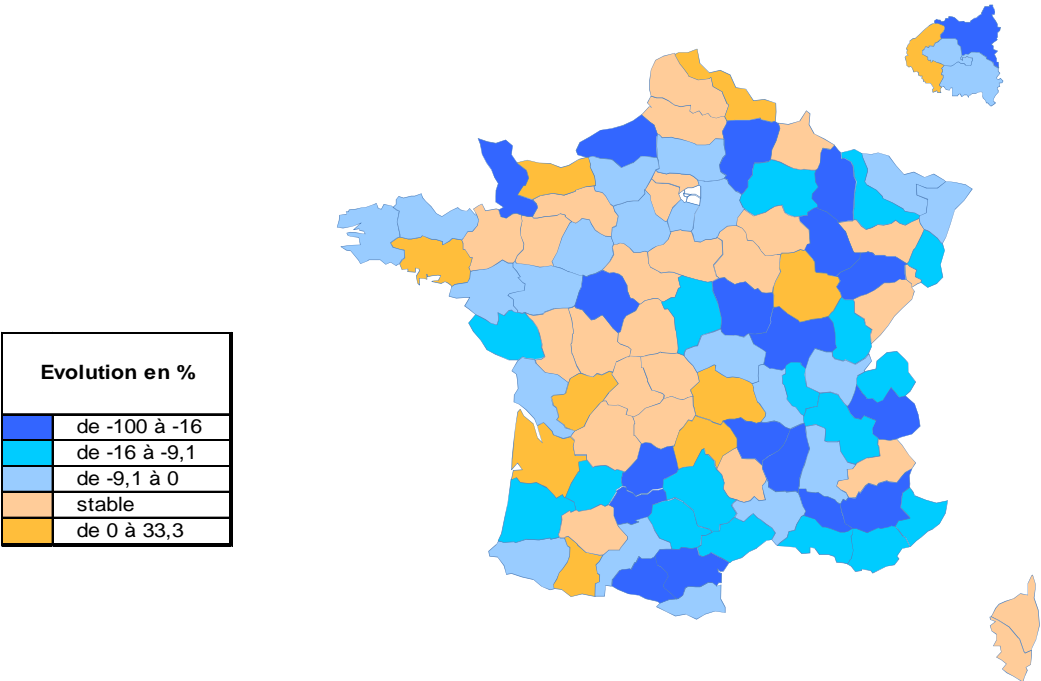 Evolution en %
de -100 à -16
de -16 à -9,1
de -9,1 à 0
stable
de 0 à 33,3